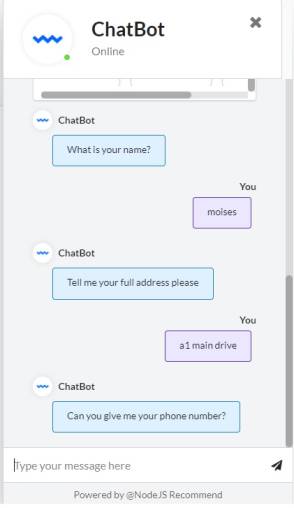 ChatBot
Online
ChatBot
What is your name?
You
moises
ChatBot
Tell me your full address please
You
a1 main drive
ChatBot
Can you give me your phone number?
Type your message here
Powered by @NodeJS Recommend